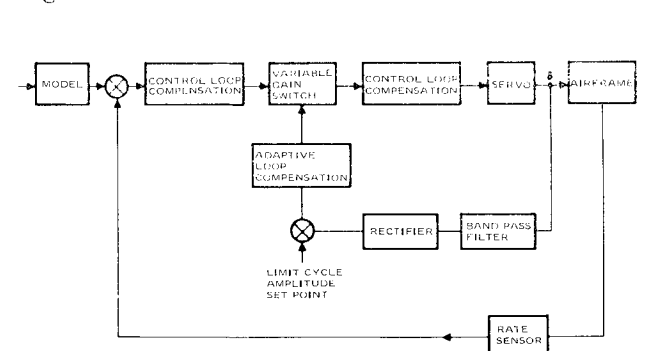 MODEL
CONTROL LOOP
COMPENSATION
VARIABLE
GAIN
SWITCH
CONTROL LOOP
COMPENSATION
SERVO
δ
AIRFRAME
ADAPTIVE
LOOP
COMPENSATION
RECTIFIER
BAND PASS
FILTER
LIMIT CYCLE
AMPLITUDE
SET POINT
RATE
SENSOR